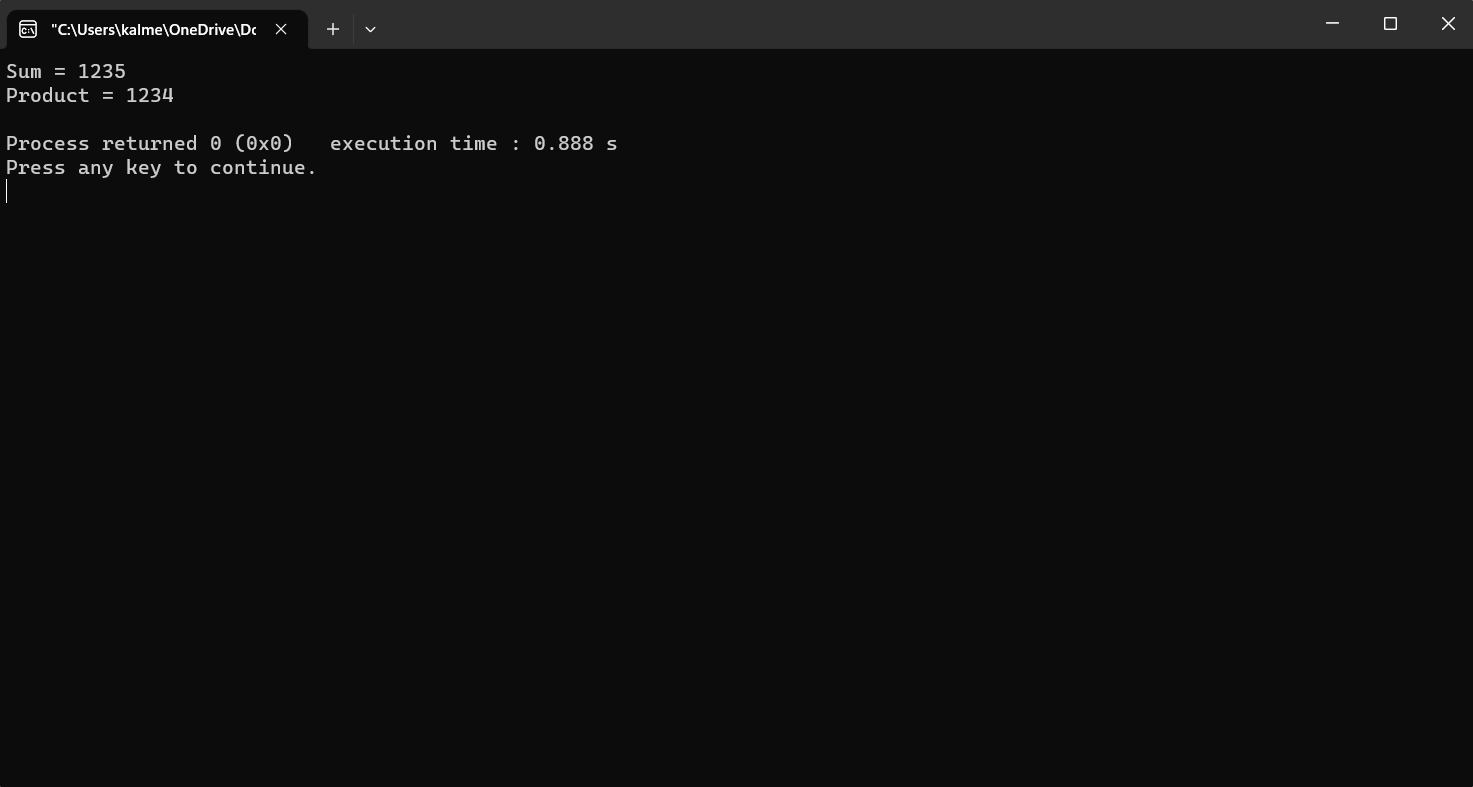 "C:\Users\kalme\OneDrive\Do
Sum = 1235
Product = 1234
Process returned 0 (0x0)   execution time : 0.888 s
Press any key to continue.